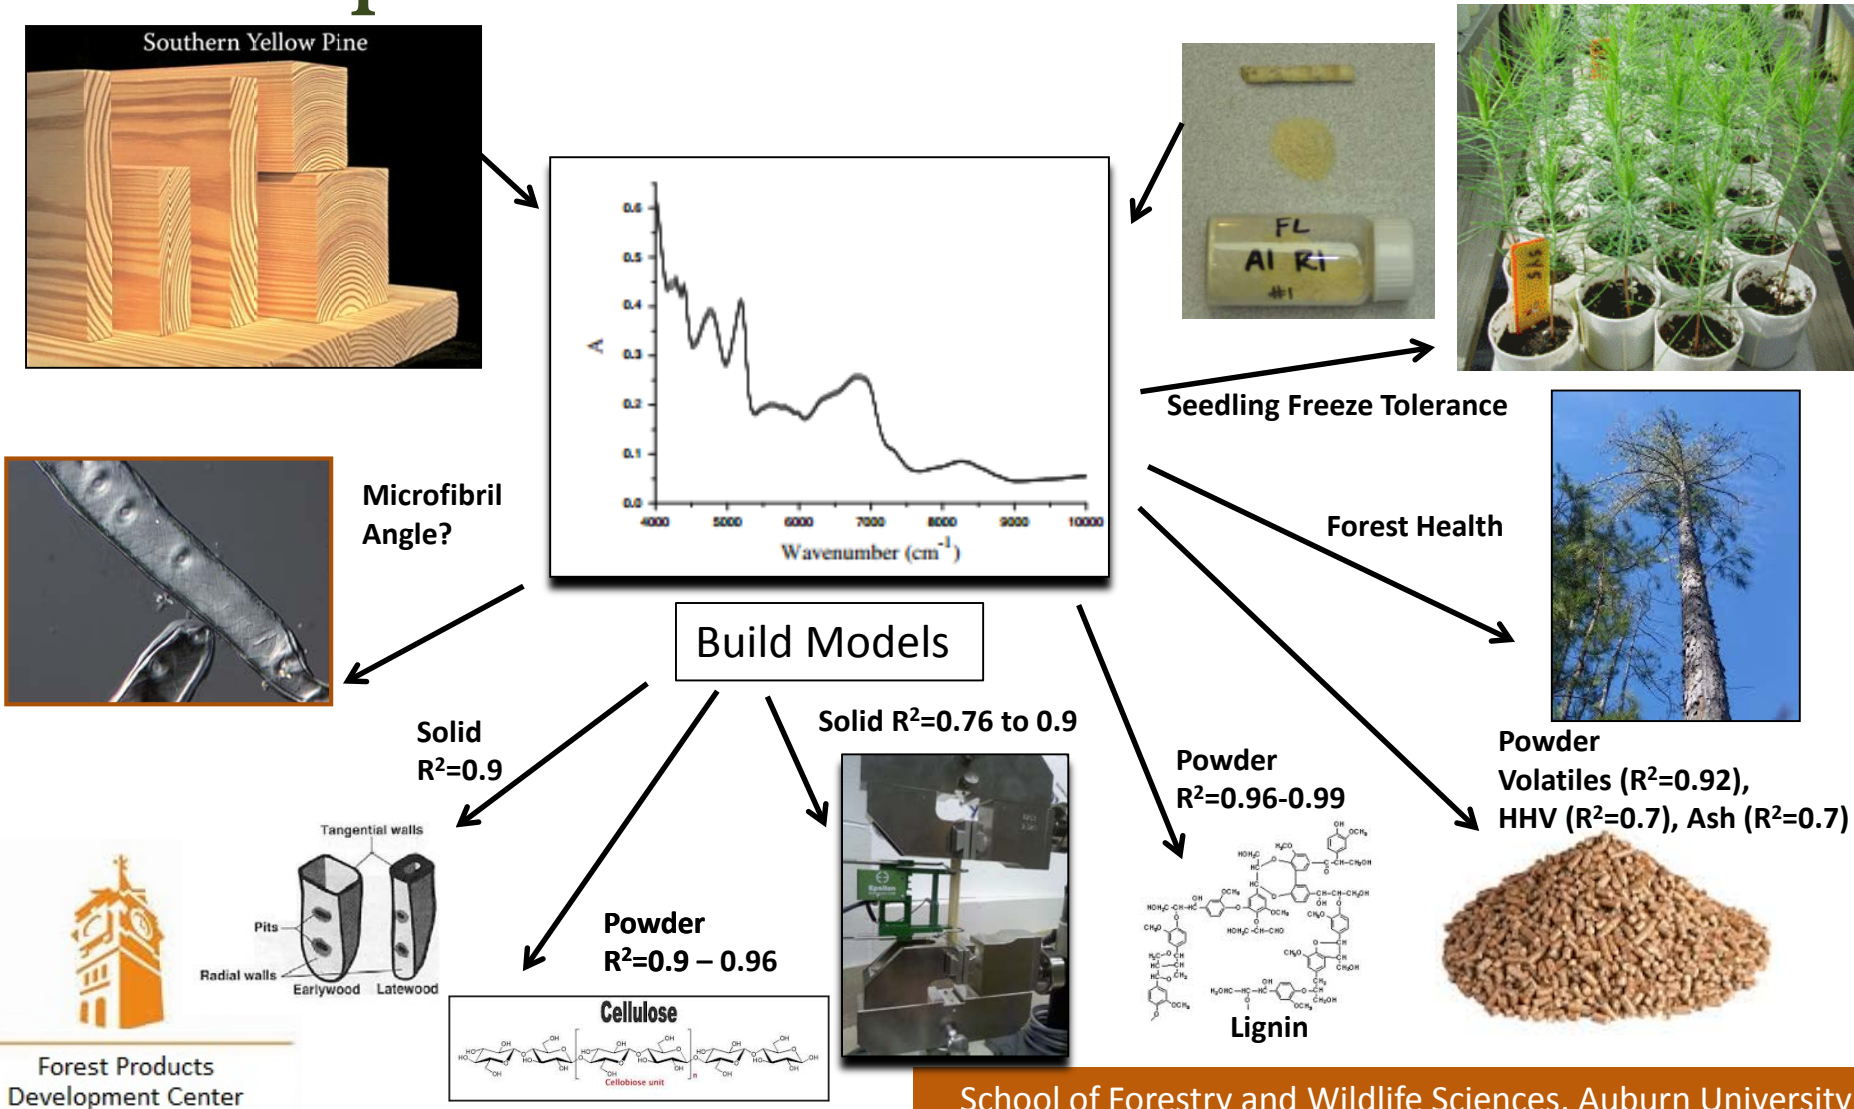 Southern Yellow Pine
FL
A1 R1
#1
545
0.6
0.5
0.4
0.3
0.2
0.1
0.0
A
4000 5000 6000 7000 8000 9000 10000
Wavenumber (cm⁻¹)
Seedling Freeze Tolerance
Microfibril
Angle?
Forest Health
Build Models
Solid
R²=0.9
Solid R²=0.76 to 0.9
Powder
R²=0.96-0.99
Powder
Volatiles (R²=0.92),
HHV (R²=0.7), Ash (R²=0.7)
Tangential walls
Pits
Radial walls
Earlywood Latewood
Powder
R²=0.9 – 0.96
Epsilon
Cellulose
Cellobiose unit
n
Lignin
Forest Products
Development Center
School of Forestry and Wildlife Sciences, Auburn University